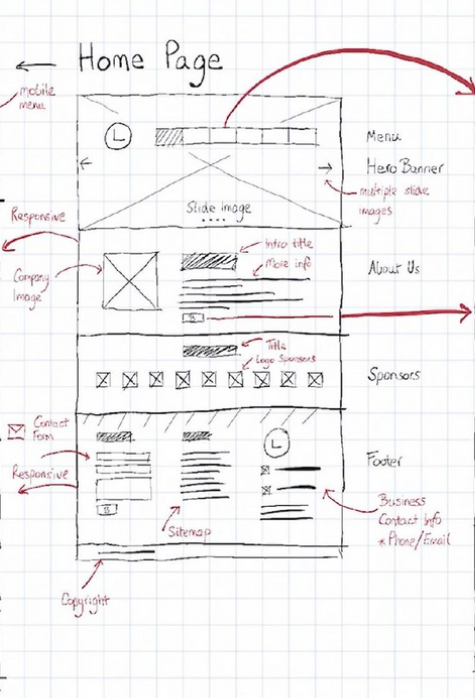 Home Page
mobile
menu
L
Menu
Hero Banner
multiple slide
images
Slide Image
Responsive
Intro title
More info
Company
Image
About Us
Title
Logo Sponsors
Sponsors
Contact
Form
L
Footer
Responsive
Sitemap
Business
Contact Info
*Phone/Email
Copyright